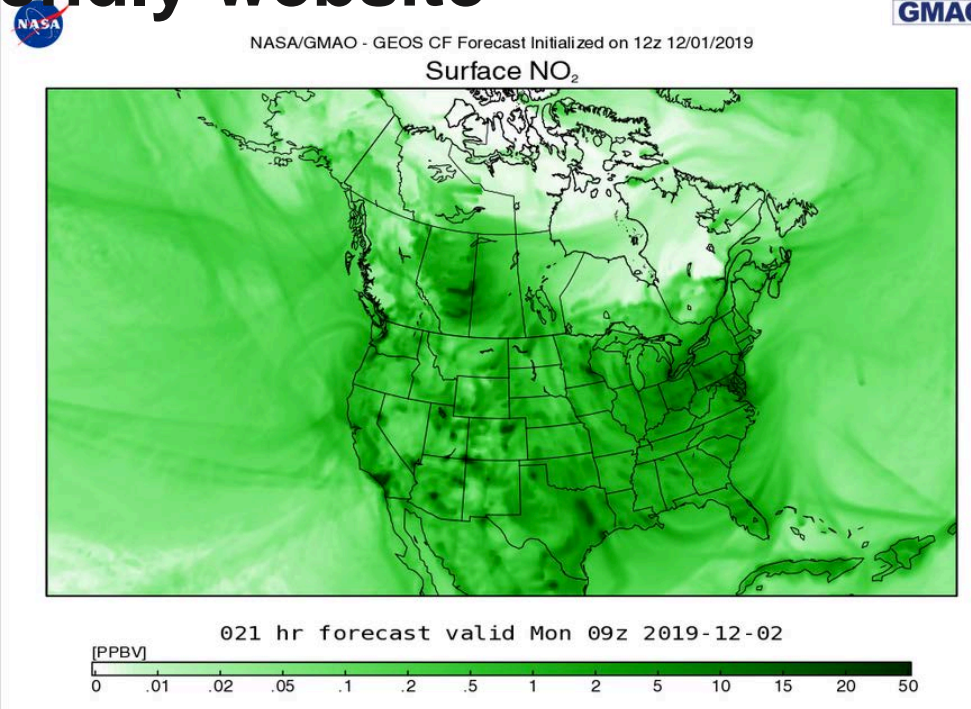 website
NASA
GMAO
NASA/GMAO - GEOS CF Forecast Initialized on 12z 12/01/2019
Surface NO₂
021 hr forecast valid Mon 09z 2019-12-02
[PPBV]
0 .01 .02 .05 .1 .2 .5 1 2 5 10 15 20 50